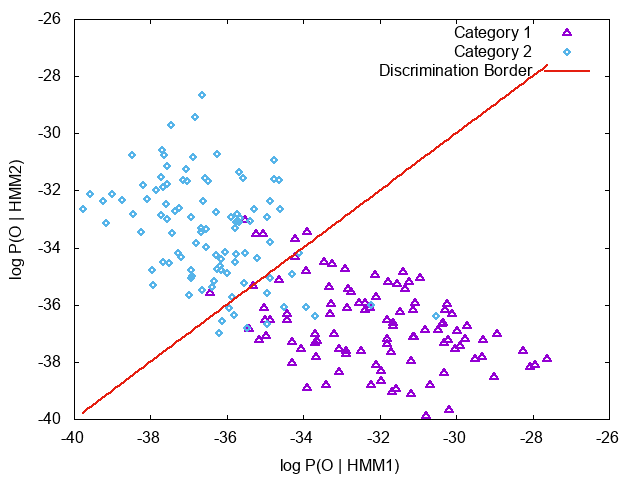 -26
-28
-30
-32
-34
-36
-38
-40
-40 -38 -36 -34 -32 -30 -28 -26
log P(O | HMM2)
log P(O | HMM1)
Category 1
Category 2
Discrimination Border